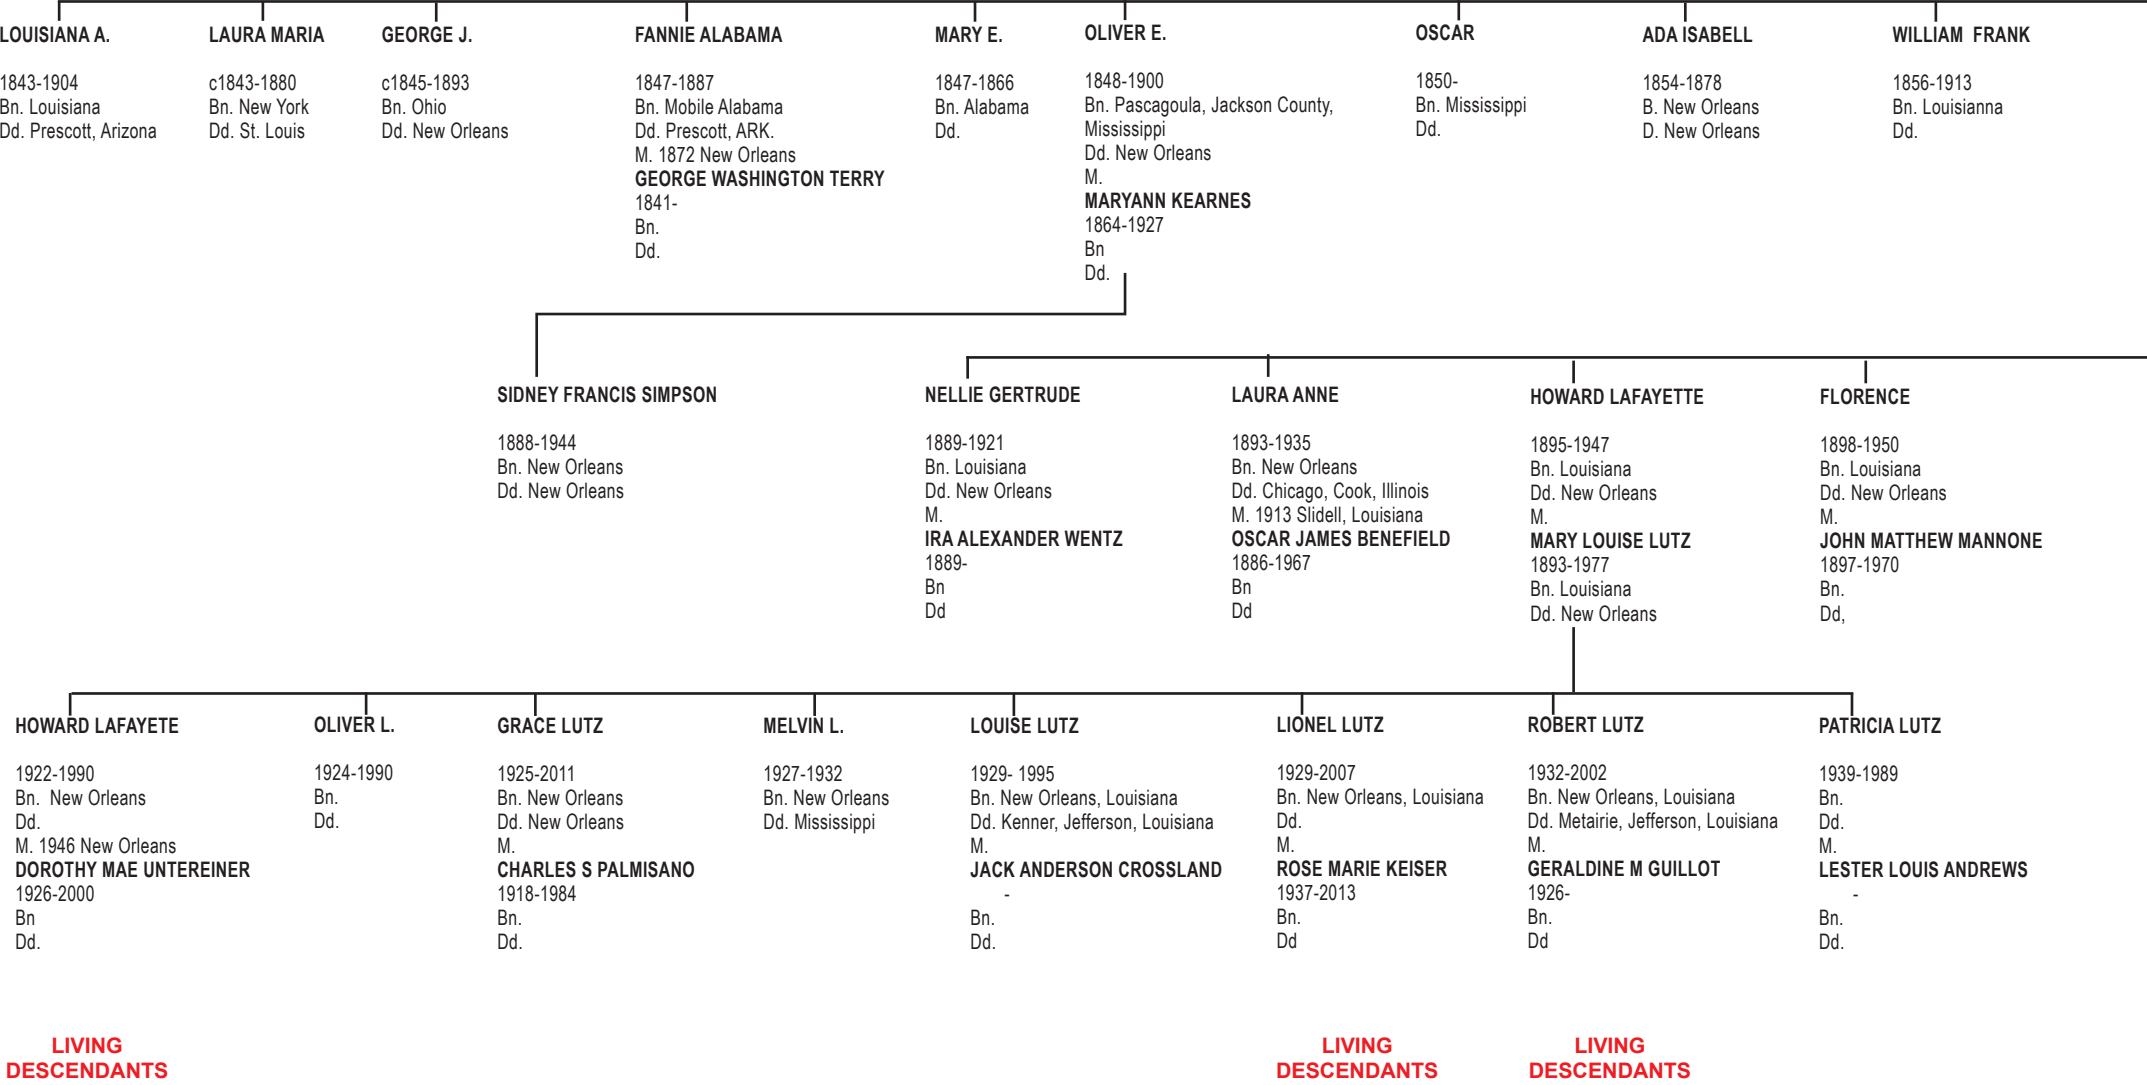 LOUISIANA A.
1843-1904
Bn. Louisiana
Dd. Prescott, Arizona
LAURA MARIA
c1843-1880
Bn. New York
Dd. St. Louis
GEORGE J.
c1845-1893
Bn. Ohio
Dd. New Orleans
FANNIE ALABAMA
1847-1887
Bn. Mobile Alabama
Dd. Prescott, ARK.
M. 1872 New Orleans
GEORGE WASHINGTON TERRY
1841-
Bn.
Dd.
MARY E.
1847-1866
Bn. Alabama
Dd.
OLIVER E.
1848-1900
Bn. Pascagoula, Jackson County,
Mississippi
Dd. New Orleans
M.
MARYANN KEARNES
1864-1927
Bn
Dd.
OSCAR
1850-
Bn. Mississippi
Dd.
ADA ISABELL
1854-1878
B. New Orleans
D. New Orleans
WILLIAM FRANK
1856-1913
Bn. Louisianna
Dd.
SIDNEY FRANCIS SIMPSON
1888-1944
Bn. New Orleans
Dd. New Orleans
NELLIE GERTRUDE
1889-1921
Bn. Louisiana
Dd. New Orleans
M.
IRA ALEXANDER WENTZ
1889-
Bn
Dd
LAURA ANNE
1893-1935
Bn. New Orleans
Dd. Chicago, Cook, Illinois
M. 1913 Slidell, Louisiana
OSCAR JAMES BENEFIELD
1886-1967
Bn
Dd
HOWARD LAFAYETTE
1895-1947
Bn. Louisiana
Dd. New Orleans
M.
MARY LOUISE LUTZ
1893-1977
Bn. Louisiana
Dd. New Orleans
FLORENCE
1898-1950
Bn. Louisiana
Dd. New Orleans
M.
JOHN MATTHEW MANNONE
1897-1970
Bn.
Dd,
HOWARD LAFAYETE
1922-1990
Bn. New Orleans
Dd.
M. 1946 New Orleans
DOROTHY MAE UNTEREINER
1926-2000
Bn
Dd.
OLIVER L.
1924-1990
Bn.
Dd.
GRACE LUTZ
1925-2011
Bn. New Orleans
Dd. New Orleans
M.
CHARLES S PALMISANO
1918-1984
Bn.
Dd.
MELVIN L.
1927-1932
Bn. New Orleans
Dd. Mississippi
LOUISE LUTZ
1929- 1995
Bn. New Orleans, Louisiana
Dd. Kenner, Jefferson, Louisiana
M.
JACK ANDERSON CROSSLAND
-
Bn.
Dd.
LIONEL LUTZ
1929-2007
Bn. New Orleans, Louisiana
Dd.
M.
ROSE MARIE KEISER
1937-2013
Bn.
Dd
ROBERT LUTZ
1932-2002
Bn. New Orleans, Louisiana
Dd. Metairie, Jefferson, Louisiana
M.
GERALDINE M GUILLOT
1926-
Bn.
Dd
PATRICIA LUTZ
1939-1989
Bn.
Dd.
M.
LESTER LOUIS ANDREWS
-
Bn.
Dd.
LIVING
DESCENDANTS
LIVING
DESCENDANTS
LIVING
DESCENDANTS